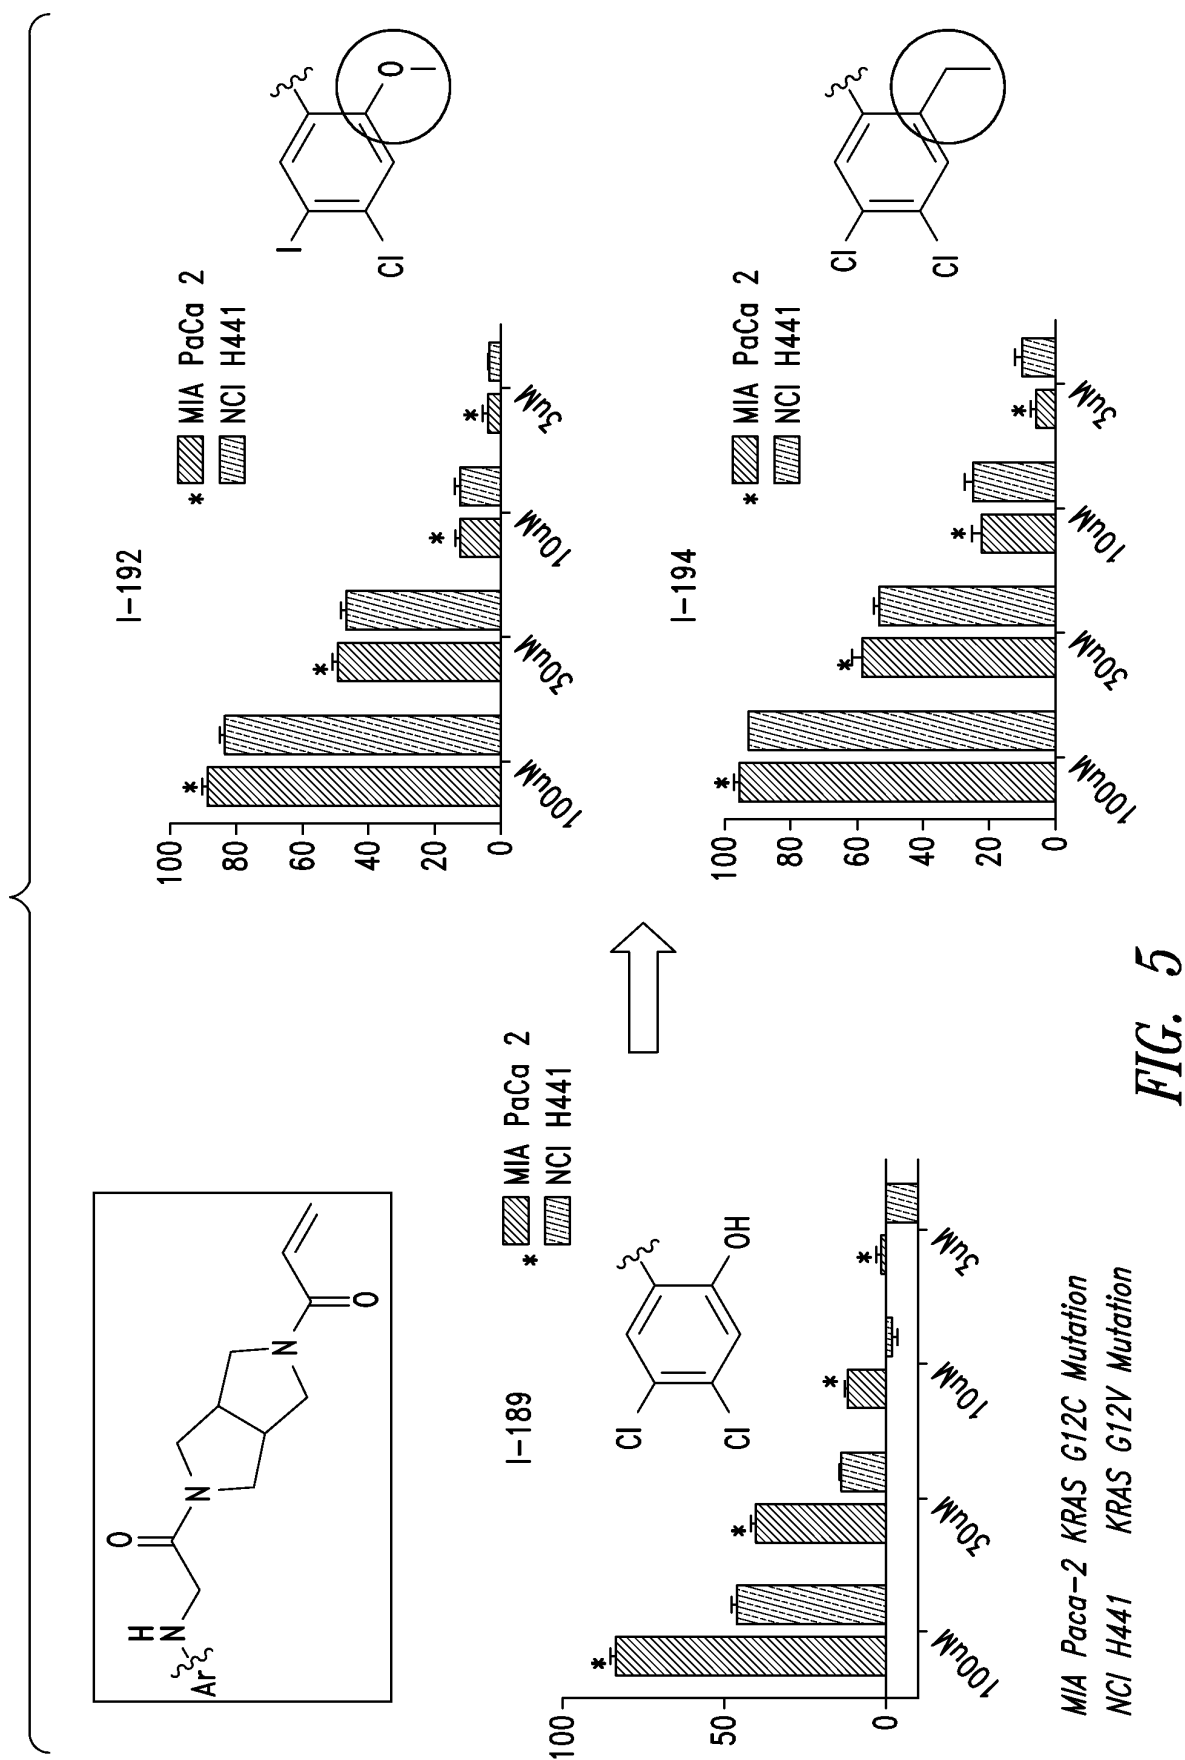 Ar
H
N
O
N
N
O
I-189
* MIA PaCa 2
NCI H441
Cl
Cl
OH
100
50
0
*
*
*
*
100uM
30uM
10uM
3uM
MIA Paca-2 KRAS G12C Mutation
NCI H441 KRAS G12V Mutation
I-192
* MIA PaCa 2
NCI H441
I
Cl
O
100
80
60
40
20
0
*
*
*
*
100uM
30uM
10uM
3uM
I-194
* MIA PaCa 2
NCI H441
Cl
Cl
100
80
60
40
20
0
*
*
*
*
100uM
30uM
10uM
3uM
FIG. 5